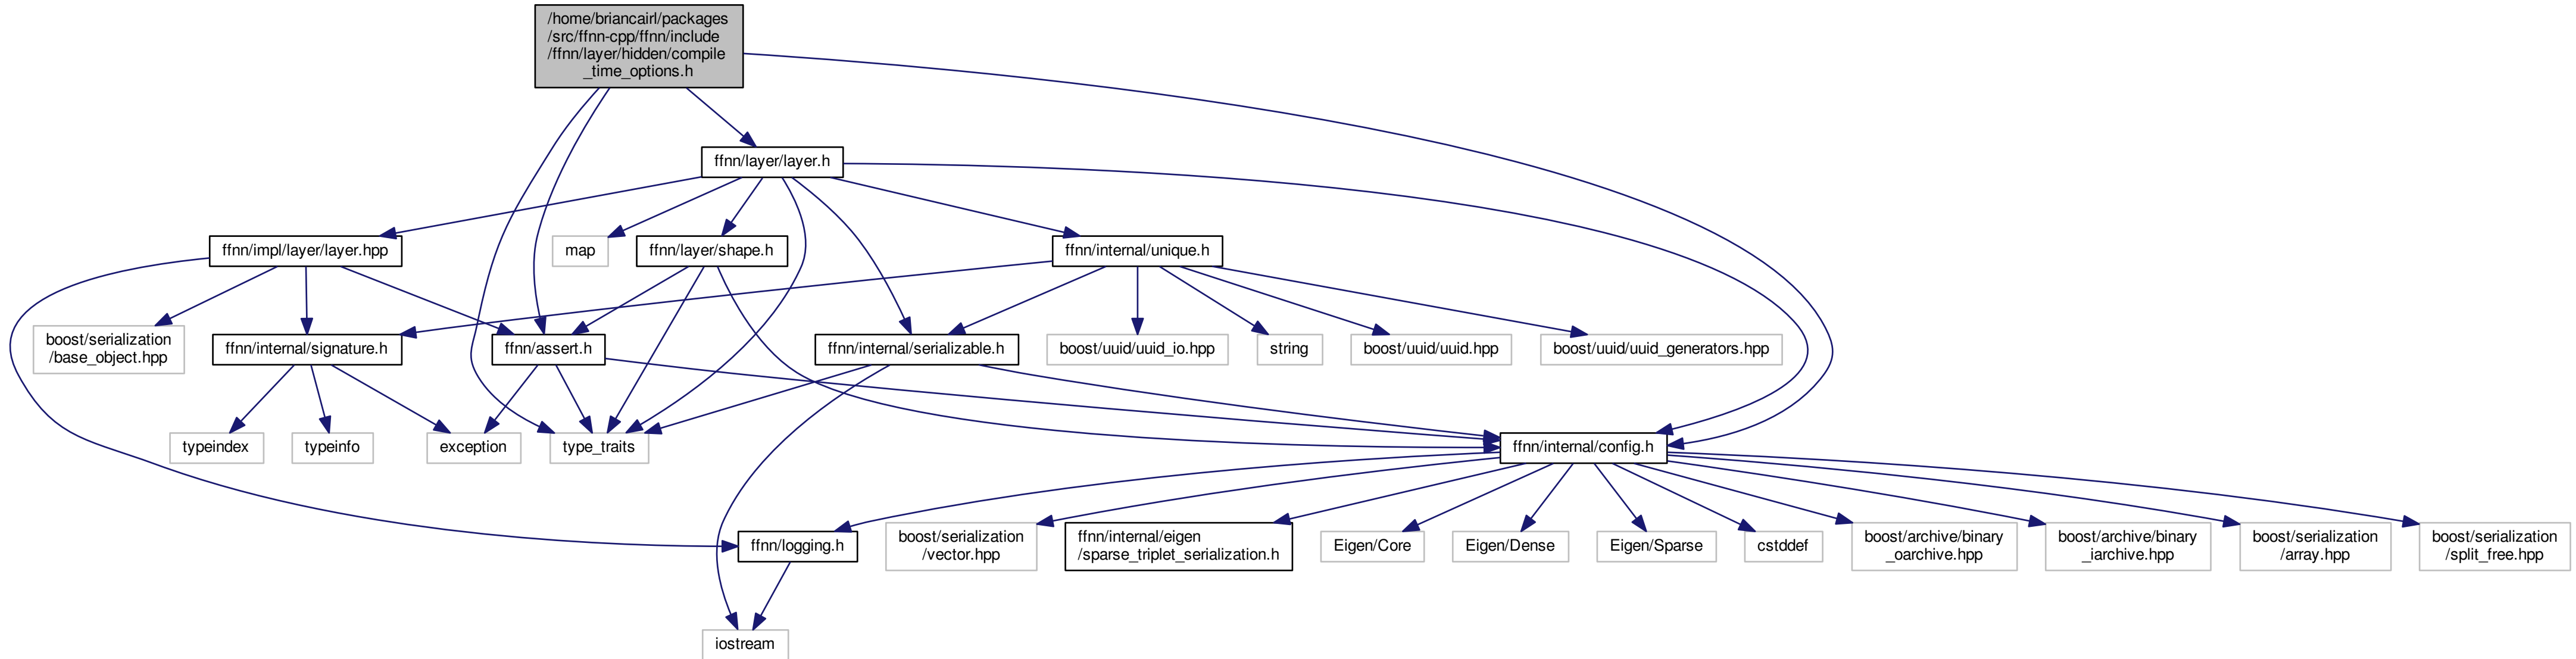 /home/briancairl/packages
/src/ffnn-cpp/ffnn/include
/ffnn/layer/hidden/compile
_time_options.h
ffnn/layer/layer.h
ffnn/impl/layer/layer.hpp
map
ffnn/layer/shape.h
ffnn/internal/unique.h
boost/serialization
/base_object.hpp
ffnn/internal/signature.h
ffnn/assert.h
ffnn/internal/serializable.h
boost/uuid/uuid_io.hpp
string
boost/uuid/uuid.hpp
boost/uuid/uuid_generators.hpp
typeindex
typeinfo
exception
type_traits
ffnn/internal/config.h
ffnn/logging.h
boost/serialization
/vector.hpp
ffnn/internal/eigen
/sparse_triplet_serialization.h
Eigen/Core
Eigen/Dense
Eigen/Sparse
cstddef
boost/archive/binary
_oarchive.hpp
boost/archive/binary
_iarchive.hpp
boost/serialization
/array.hpp
boost/serialization
/split_free.hpp
iostream